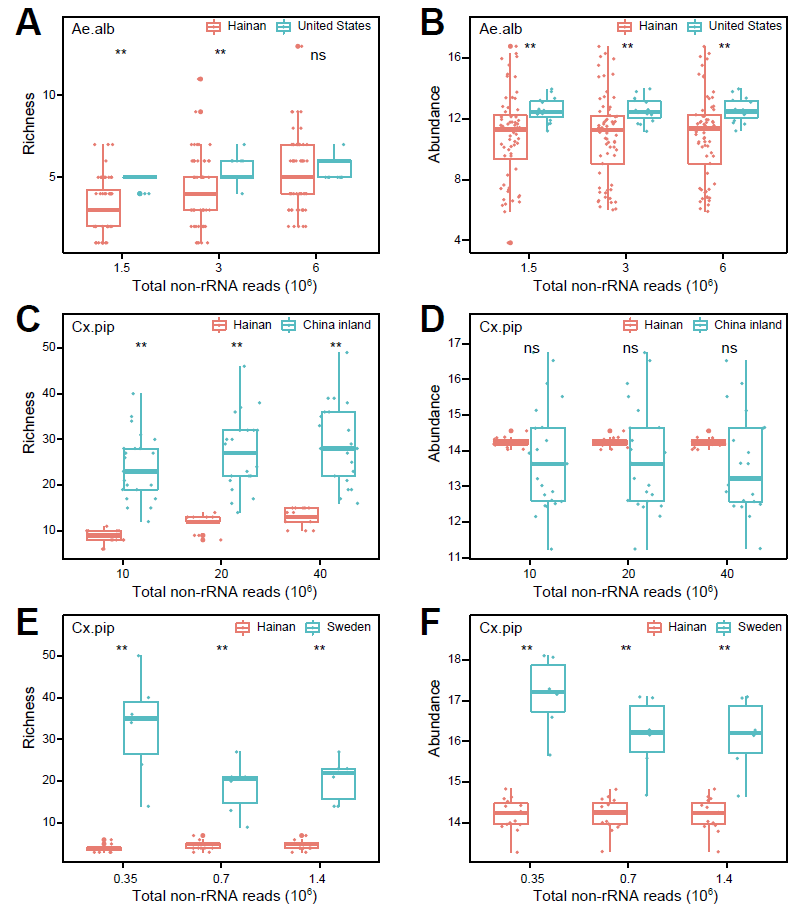 A
Ae.alb
Hainan United States
** ** ns
Richness
10
5
1.5 3 6
Total non-rRNA reads (10⁶)
B
Ae.alb
Hainan United States
** ** **
Abundance
16
12
8
4
1.5 3 6
Total non-rRNA reads (10⁶)
C
Cx.pip
Hainan China inland
** ** **
Richness
50
40
30
20
10
10 20 40
Total non-rRNA reads (10⁶)
D
Cx.pip
Hainan China inland
ns ns ns
Abundance
17
16
15
14
13
12
11
10 20 40
Total non-rRNA reads (10⁶)
E
Cx.pip
Hainan Sweden
** ** **
Richness
50
40
30
20
10
0.35 0.7 1.4
Total non-rRNA reads (10⁶)
F
Cx.pip
Hainan Sweden
** ** **
Abundance
18
17
16
15
14
0.35 0.7 1.4
Total non-rRNA reads (10⁶)